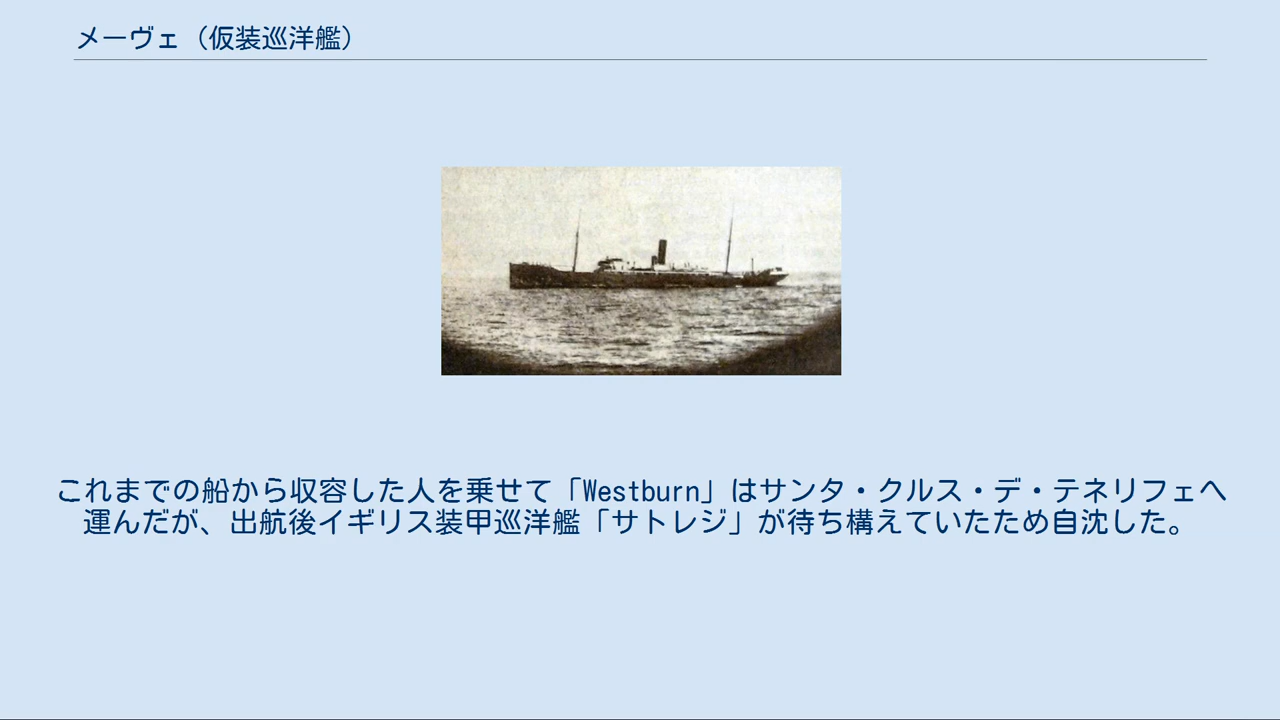 メーヴェ（仮装巡洋艦）
これまでの船から収容した人を乗せて「Westburn」はサンタ・クルス・デ・テネリフェへ
運んだが、出航後イギリス装甲巡洋艦「サトレジ」が待ち構えていたため自沈した。